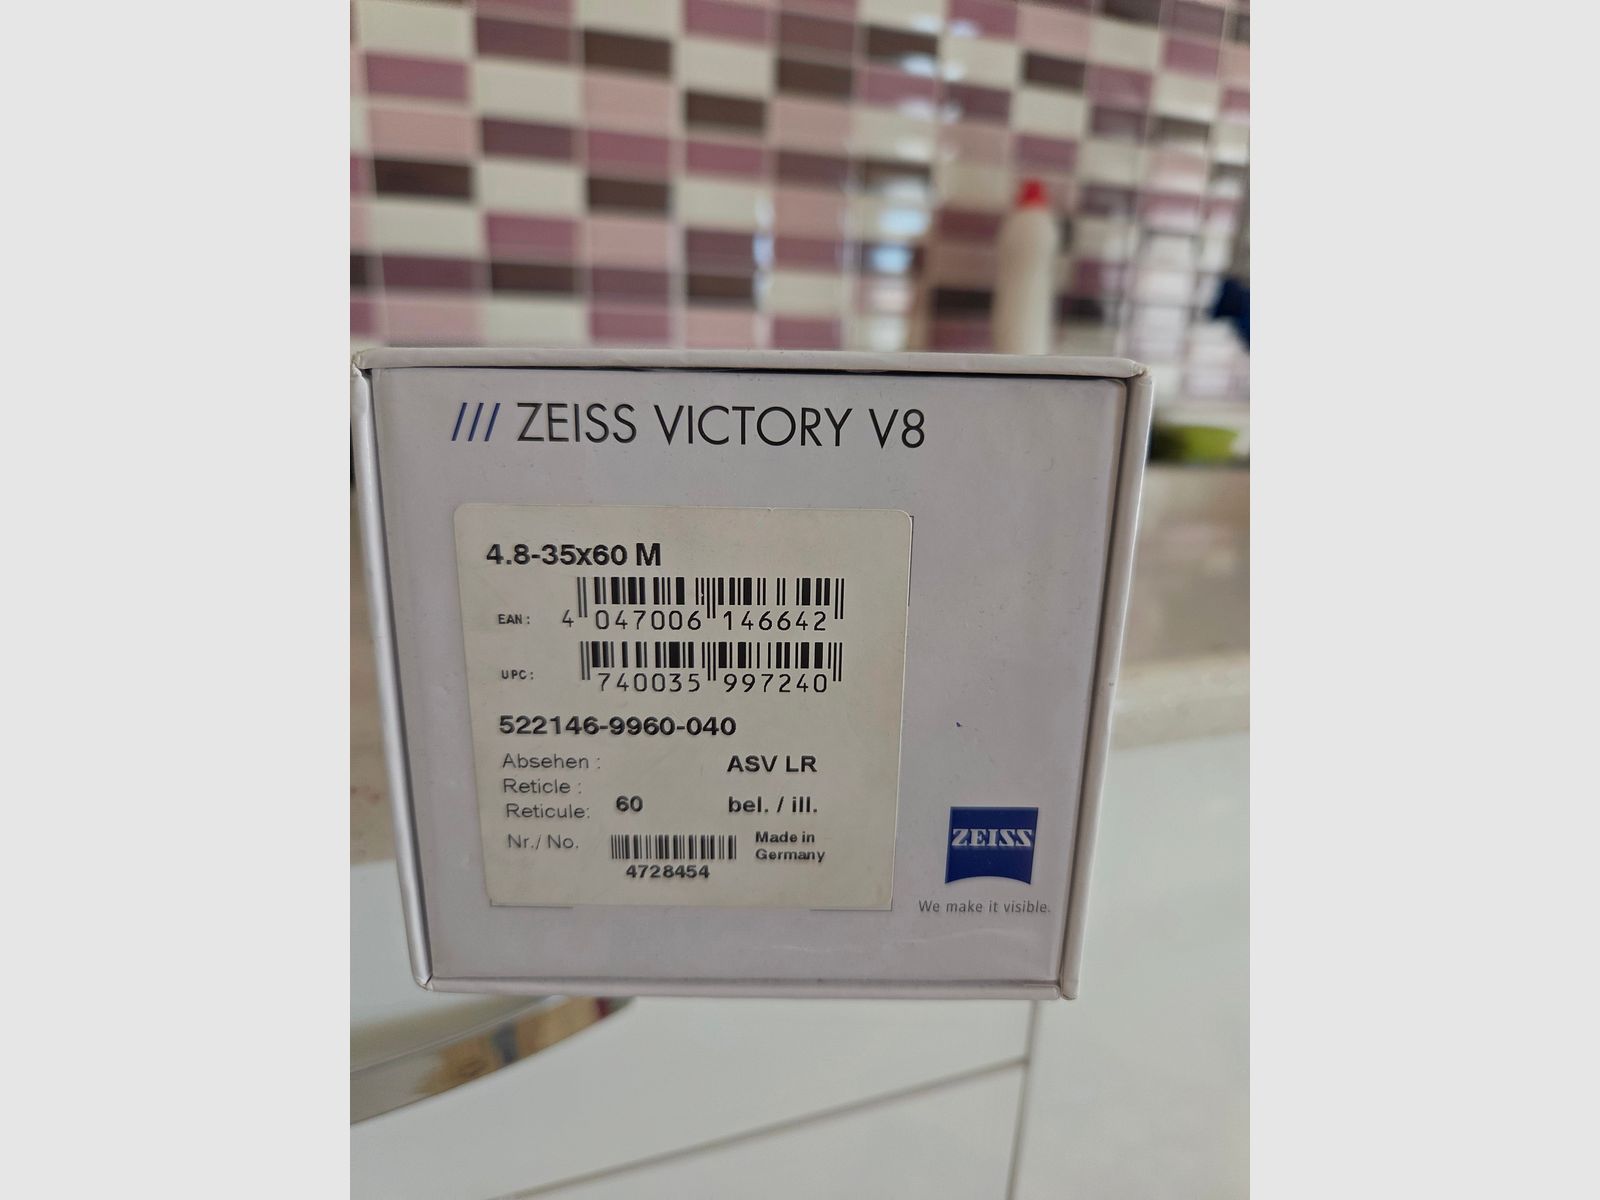 /// ZEISS VICTORY V8
4.8-35x60 M
EAN: 4 047006 146642
UPC: 740035 997240
522146-9960-040
Absehen : ASV LR
Reticle :
Reticule: 60 bel. / ill.
Nr./ No. Made in
Germany
4728454
ZEISS
We make it visible.